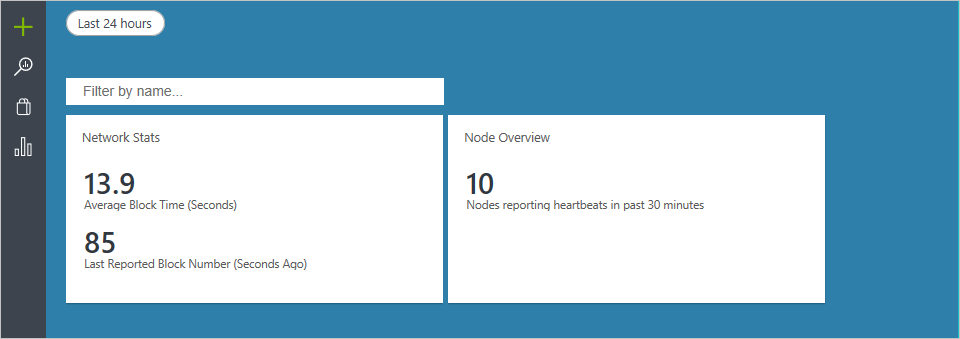 Last 24 hours
Filter by name...
Network Stats
13.9
Average Block Time (Seconds)
85
Last Reported Block Number (Seconds Ago)
Node Overview
10
Nodes reporting heartbeats in past 30 minutes